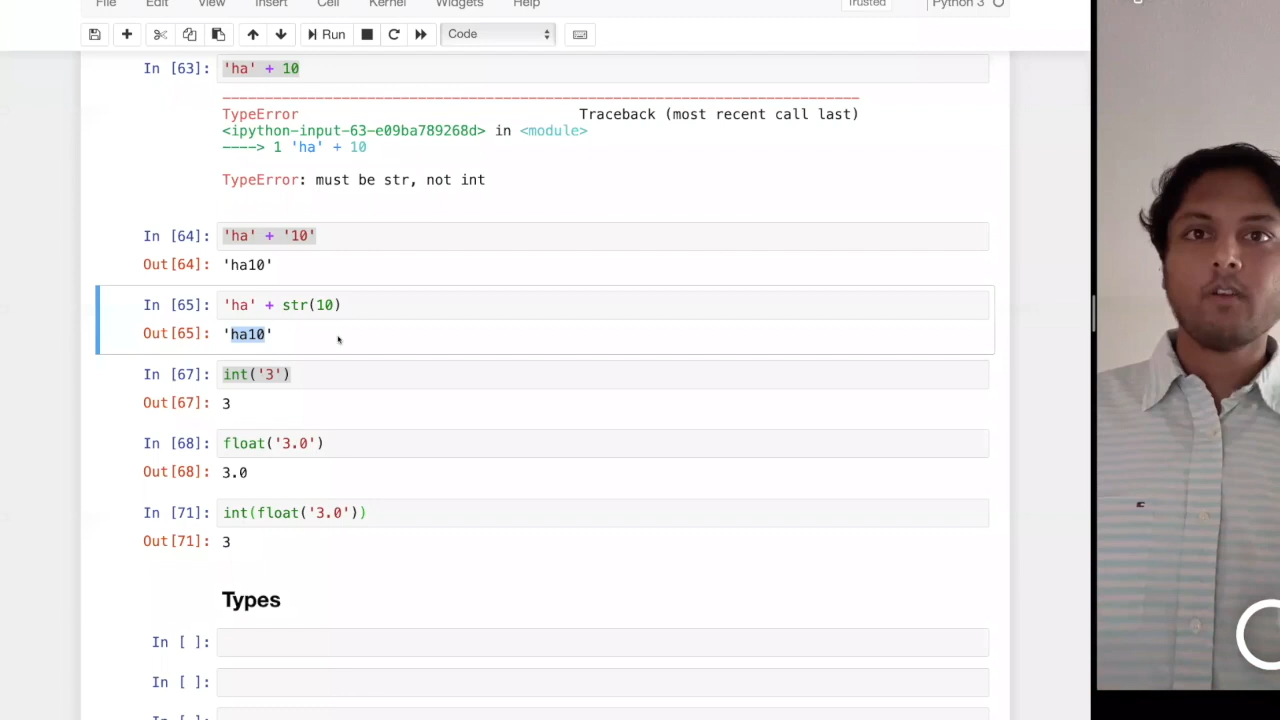 File Edit View Insert Cell Kernel Widgets Help Trusted Python 3
Run Code
In [63]: 'ha' + 10
TypeError Traceback (most recent call last)
<ipython-input-63-e09ba789268d> in <module>
----> 1 'ha' + 10
TypeError: must be str, not int
In [64]: 'ha' + '10'
Out[64]: 'ha10'
In [65]: 'ha' + str(10)
Out[65]: 'ha10'
In [67]: int('3')
Out[67]: 3
In [68]: float('3.0')
Out[68]: 3.0
In [71]: int(float('3.0'))
Out[71]: 3
Types
In [ ]:
In [ ]: